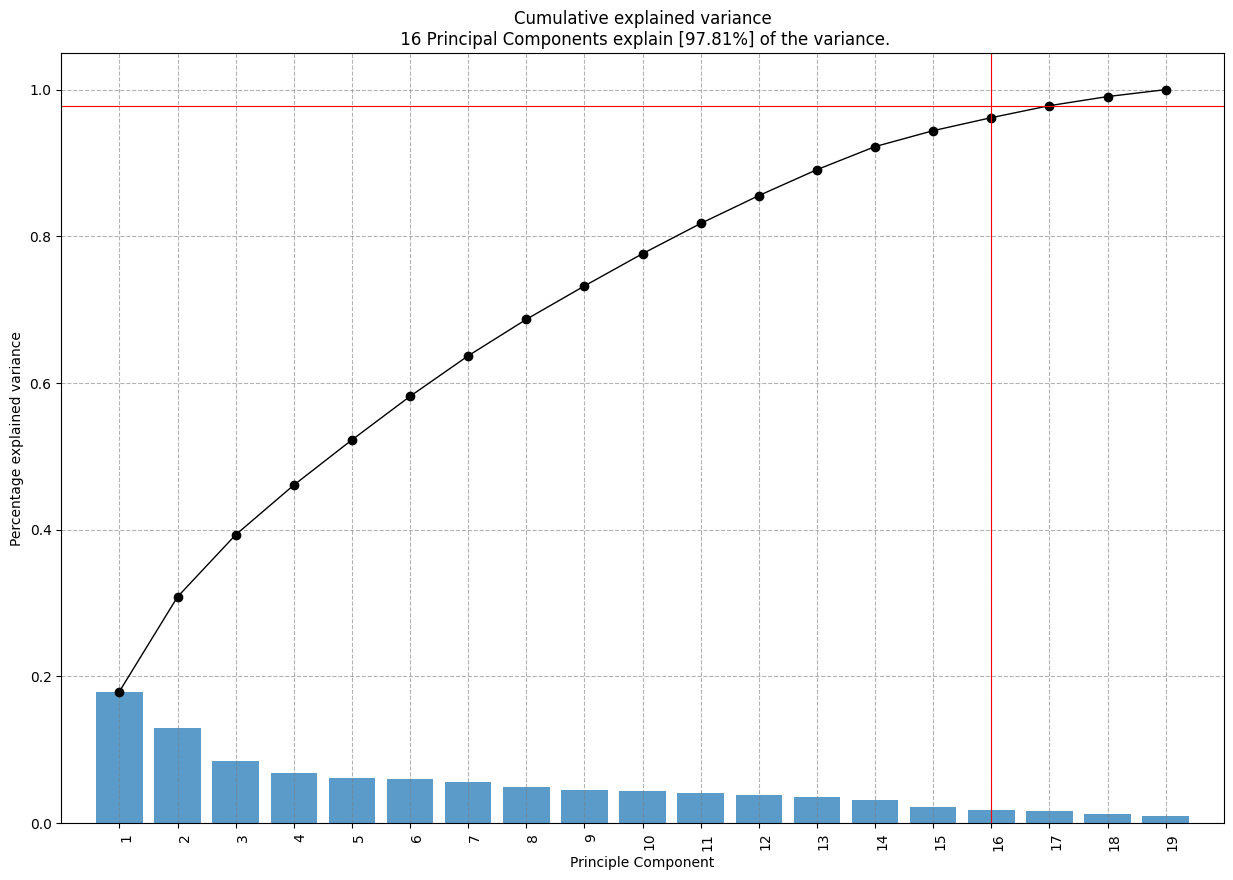 Cumulative explained variance
16 Principal Components explain [97.81%] of the variance.
Percentage explained variance
1.0
0.8
0.6
0.4
0.2
0.0
1 2 3 4 5 6 7 8 9 10 11 12 13 14 15 16 17 18 19
Principle Component